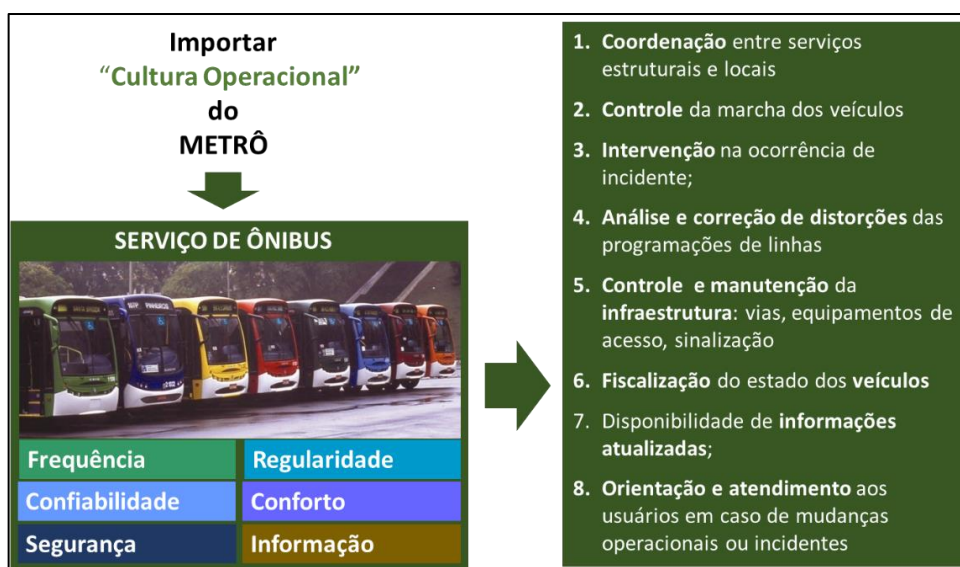 Importar
“Cultura Operacional”
do
METRÔ
SERVIÇO DE ÔNIBUS
Frequência
Regularidade
Confiabilidade
Conforto
Segurança
Informação
1. Coordenação entre serviços
estruturais e locais
2. Controle da marcha dos veículos
3. Intervenção na ocorrência de
incidente;
4. Análise e correção de distorções das
programações de linhas
5. Controle e manutenção da
infraestrutura: vias, equipamentos de
acesso, sinalização
6. Fiscalização do estado dos veículos
7. Disponibilidade de informações
atualizadas;
8. Orientação e atendimento aos
usuários em caso de mudanças
operacionais ou incidentes